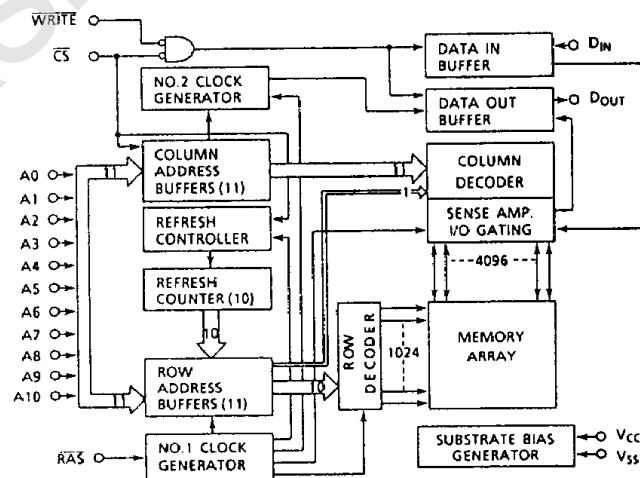 WRITE
CS
NO.2 CLOCK
GENERATOR
DATA IN
BUFFER
DIN
DATA OUT
BUFFER
DOUT
COLUMN
ADDRESS
BUFFERS (11)
11
11
COLUMN
DECODER
1
SENSE AMP.
I/O GATING
A0
A1
A2
A3
A4
A5
A6
A7
A8
A9
A10
REFRESH
CONTROLLER
REFRESH
COUNTER (10)
10
4096
ROW
ADDRESS
BUFFERS (11)
11
10
ROW
DECODER
1024
MEMORY
ARRAY
RAS
NO.1 CLOCK
GENERATOR
SUBSTRATE BIAS
GENERATOR
VCC
VSS